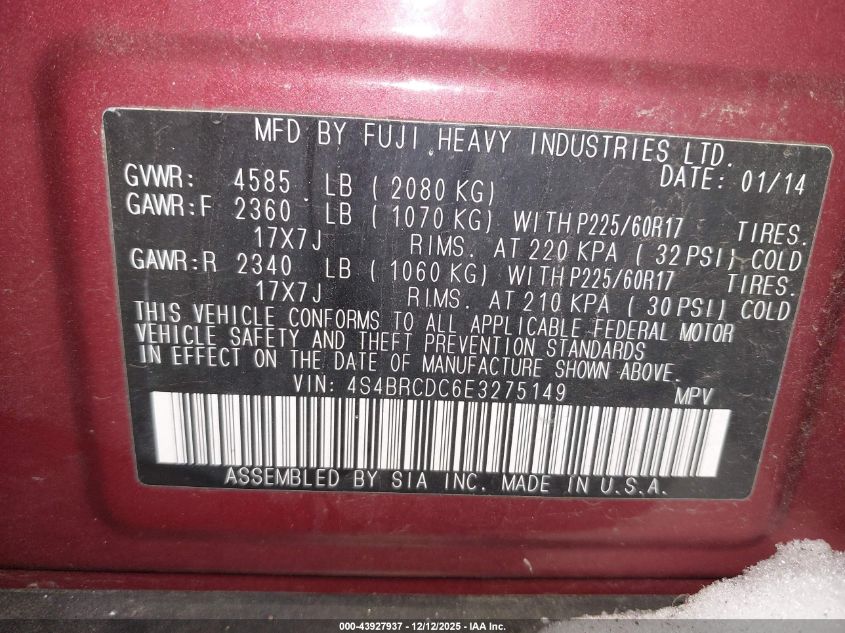 MFD BY FUJI HEAVY INDUSTRIES LTD.
GVWR: 4585 LB ( 2080 KG) DATE: 01/14
GAWR:F 2360 LB ( 1070 KG) WITH P225/60R17 TIRES.
17X7J RIMS. AT 220 KPA ( 32 PSI) COLD
GAWR:R 2340 LB ( 1060 KG) WITH P225/60R17 TIRES.
17X7J RIMS. AT 210 KPA ( 30 PSI) COLD
THIS VEHICLE CONFORMS TO ALL APPLICABLE FEDERAL MOTOR
VEHICLE SAFETY AND THEFT PREVENTION STANDARDS
IN EFFECT ON THE DATE OF MANUFACTURE SHOWN ABOVE.
VIN: 4S4BRCDC6E3275149 MPV
ASSEMBLED BY SIA INC. MADE IN U.S.A.
000-43927937 - 12/12/2025 - IAA Inc.